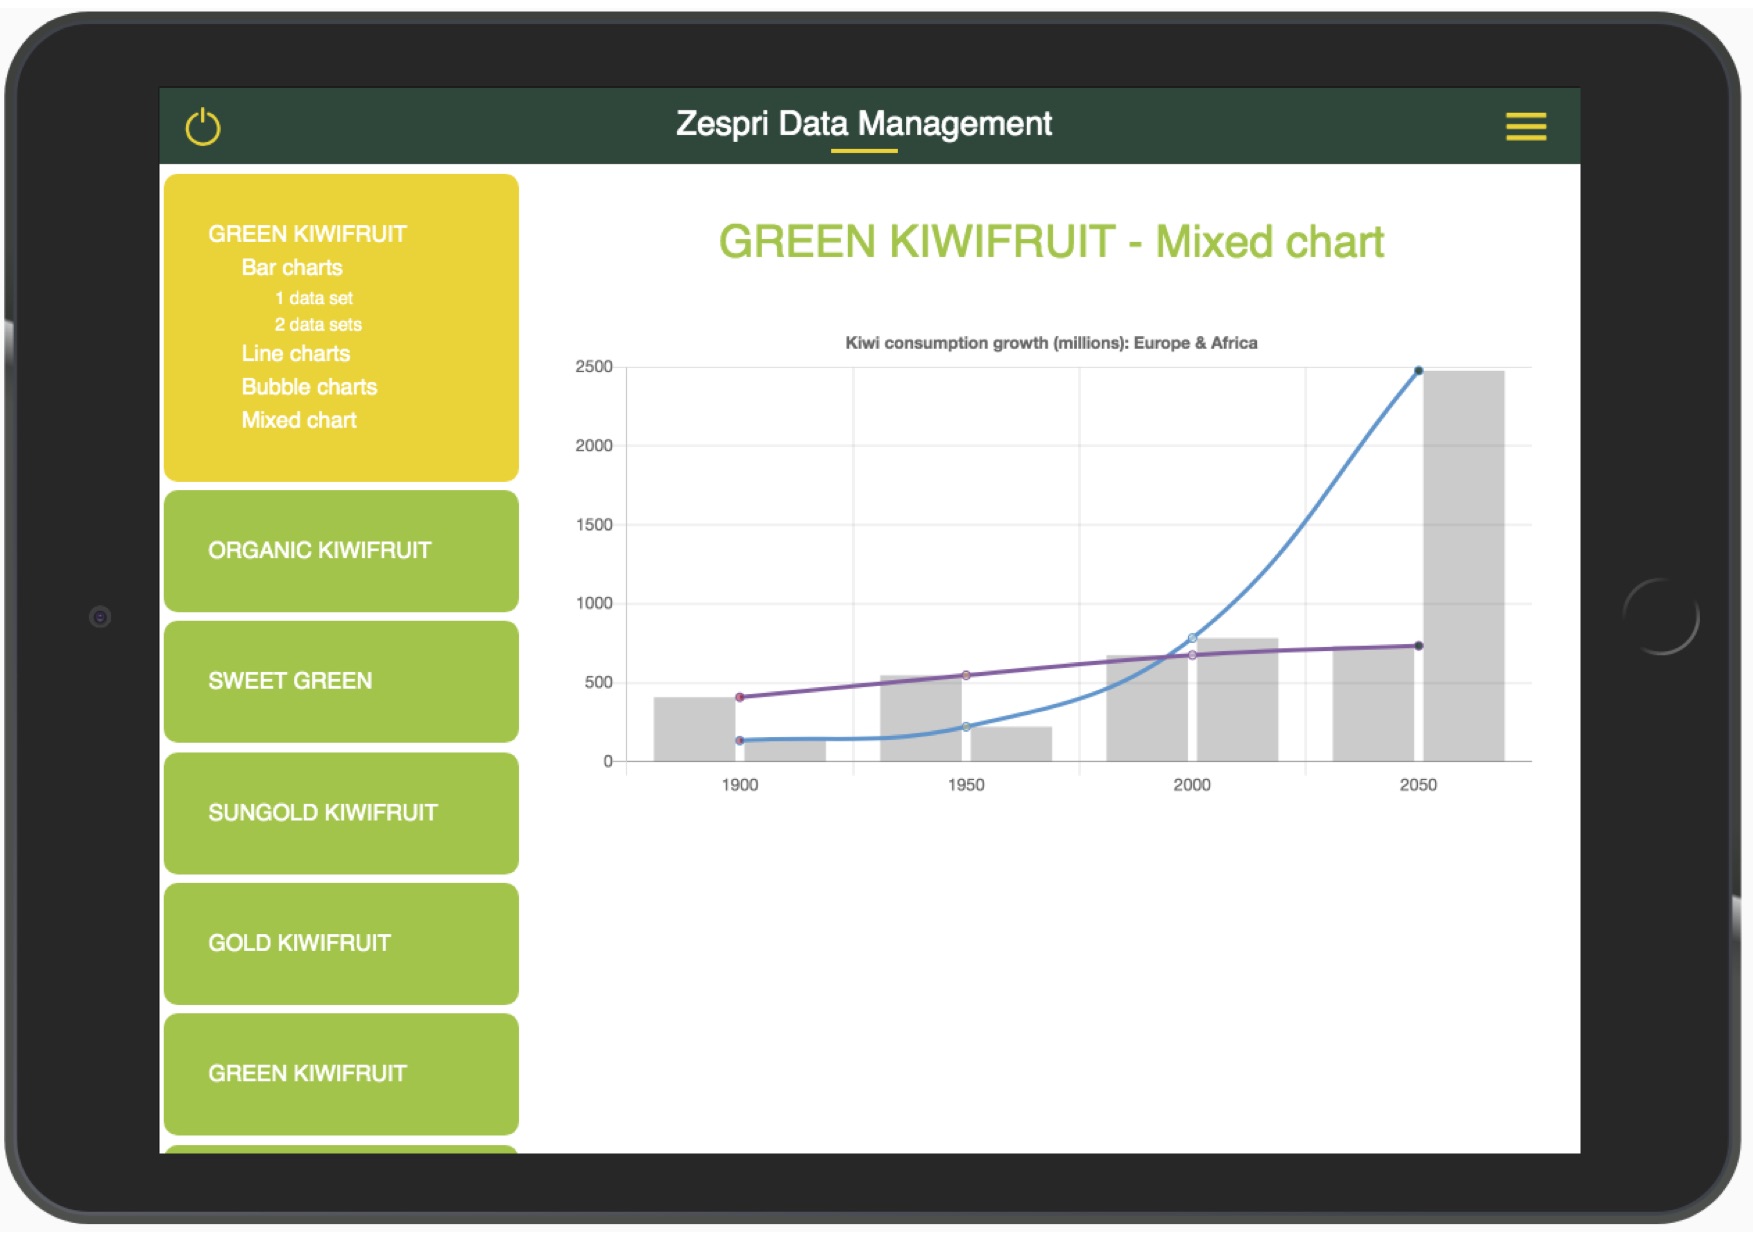 Zespri Data Management
GREEN KIWIFRUIT
Bar charts
1 data set
2 data sets
Line charts
Bubble charts
Mixed chart
ORGANIC KIWIFRUIT
SWEET GREEN
SUNGOLD KIWIFRUIT
GOLD KIWIFRUIT
GREEN KIWIFRUIT
GREEN KIWIFRUIT - Mixed chart
Kiwi consumption growth (millions): Europe & Africa
2500
2000
1500
1000
500
0
1900 1950 2000 2050